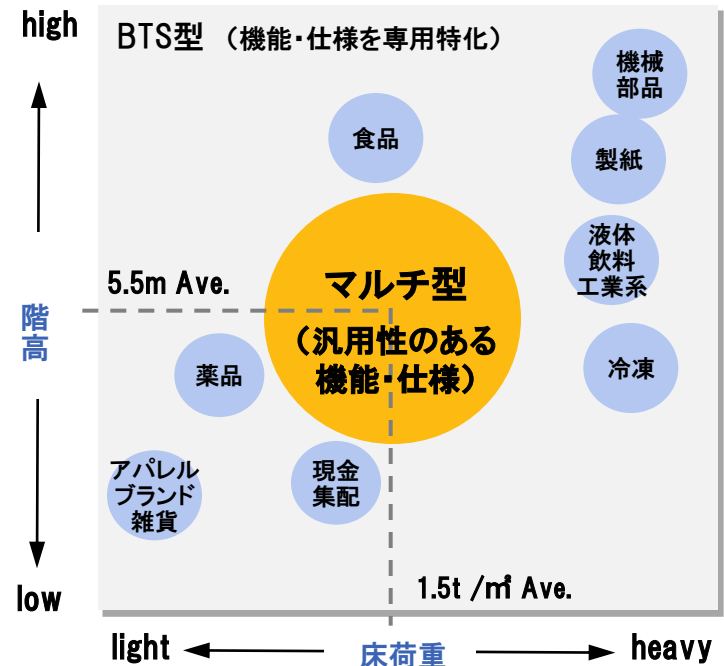 high
BTS型 （機能・仕様を専用特化）
機械
部品
食品
製紙
液体
飲料
工業系
5.5m Ave.
マルチ型
（汎用性のある
機能・仕様）
階高
薬品
冷凍
アパレル
ブランド
雑貨
現金
集配
1.5t /㎡ Ave.
low
light
床荷重
heavy